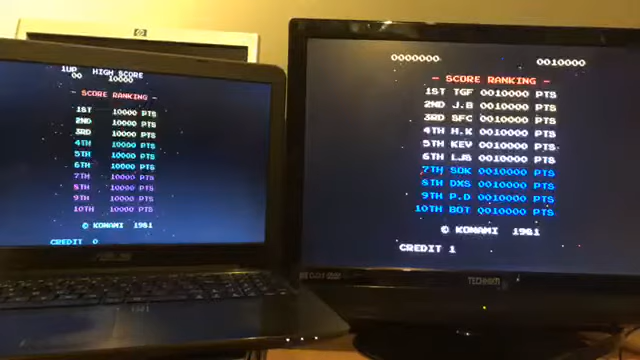 1UP HIGH SCORE
00 10000
- SCORE RANKING -
1ST 10000 PTS
2ND 10000 PTS
3RD 10000 PTS
4TH 10000 PTS
5TH 10000 PTS
6TH 10000 PTS
7TH 10000 PTS
8TH 10000 PTS
9TH 10000 PTS
10TH 10000 PTS
© KONAMI 1981
CREDIT 0
ASUS
hp
0000000 0010000
- SCORE RANKING -
1ST TGF 0010000 PTS
2ND J.B 0010000 PTS
3RD SFC 0010000 PTS
4TH H.K 0010000 PTS
5TH KEV 0010000 PTS
6TH LJB 0010000 PTS
7TH SDK 0010000 PTS
8TH DXS 0010000 PTS
9TH P.D 0010000 PTS
10TH BOT 0010000 PTS
© KONAMI 1981
CREDIT 1